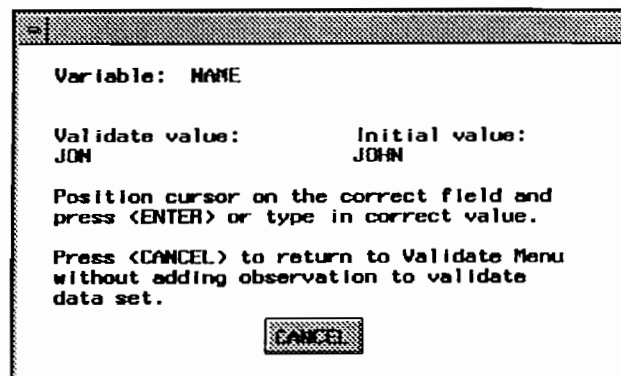 Variable: NAME
Validate value: Initial value:
JON JOHN
Position cursor on the correct field and
press <ENTER> or type in correct value.
Press <CANCEL> to return to Validate Menu
without adding observation to validate
data set.
CANCEL